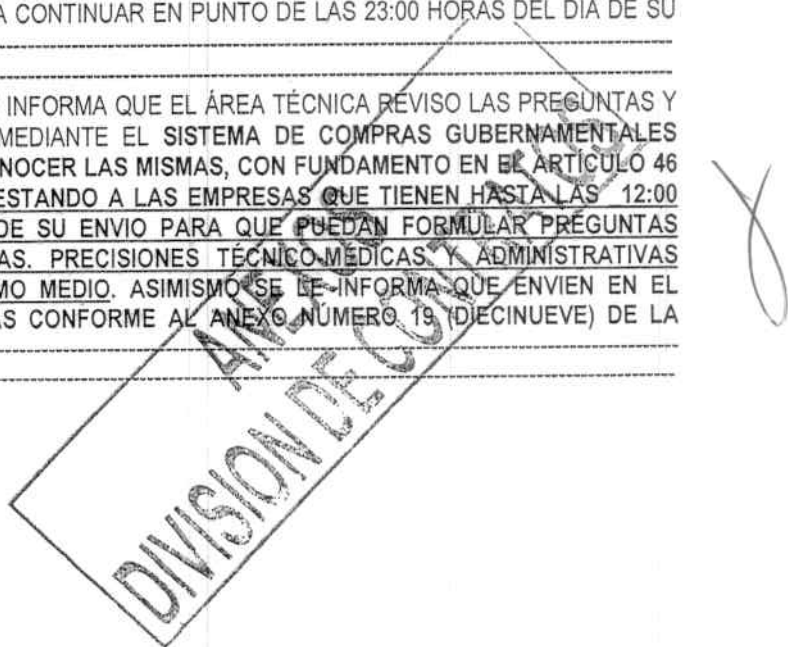 A CONTINUAR EN PUNTO DE LAS 23:00 HORAS DEL DIA DE SU
INFORMA QUE EL ÁREA TÉCNICA REVISO LAS PREGUNTAS Y
MEDIANTE EL SISTEMA DE COMPRAS GUBERNAMENTALES
NOCER LAS MISMAS, CON FUNDAMENTO EN EL ARTÍCULO 46
ESTANDO A LAS EMPRESAS QUE TIENEN HASTA LAS 12:00
DE SU ENVIO PARA QUE PUEDAN FORMULAR PREGUNTAS
AS. PRECISIONES TÉCNICO-MEDICAS ADMINISTRATIVAS
MO MEDIO. ASIMISMO SE LE INFORMA QUE ENVIEN EN EL
AS CONFORME AL ANEXO NÚMERO 19 (DIECINUEVE) DE LA
ANEXOS
DIVISION DE CONTRATOS